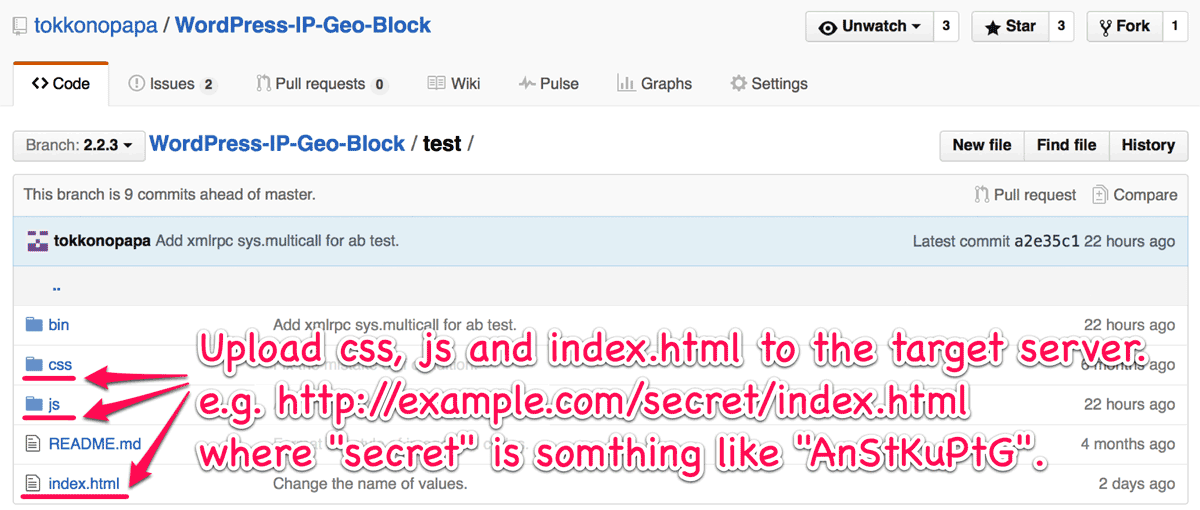 tokkonopapa / WordPress-IP-Geo-Block
Unwatch 3 Star 3 Fork 1
Code Issues 2 Pull requests 0 Wiki Pulse Graphs Settings
Branch: 2.2.3 WordPress-IP-Geo-Block / test / New file Find file History
This branch is 9 commits ahead of master. Pull request Compare
tokkonopapa Add xmlrpc sys.multicall for ab test. Latest commit a2e35c1 22 hours ago
..
bin Add xmlrpc sys.multicall for ab test. 22 hours ago
Upload css, js and index.html to the target server.
css 6 months ago
e.g. http://example.com/secret/index.html
js 22 hours ago
README.md 4 months ago
where "secret" is somthing like "AnStKuPtG".
index.html Change the name of values. 2 days ago